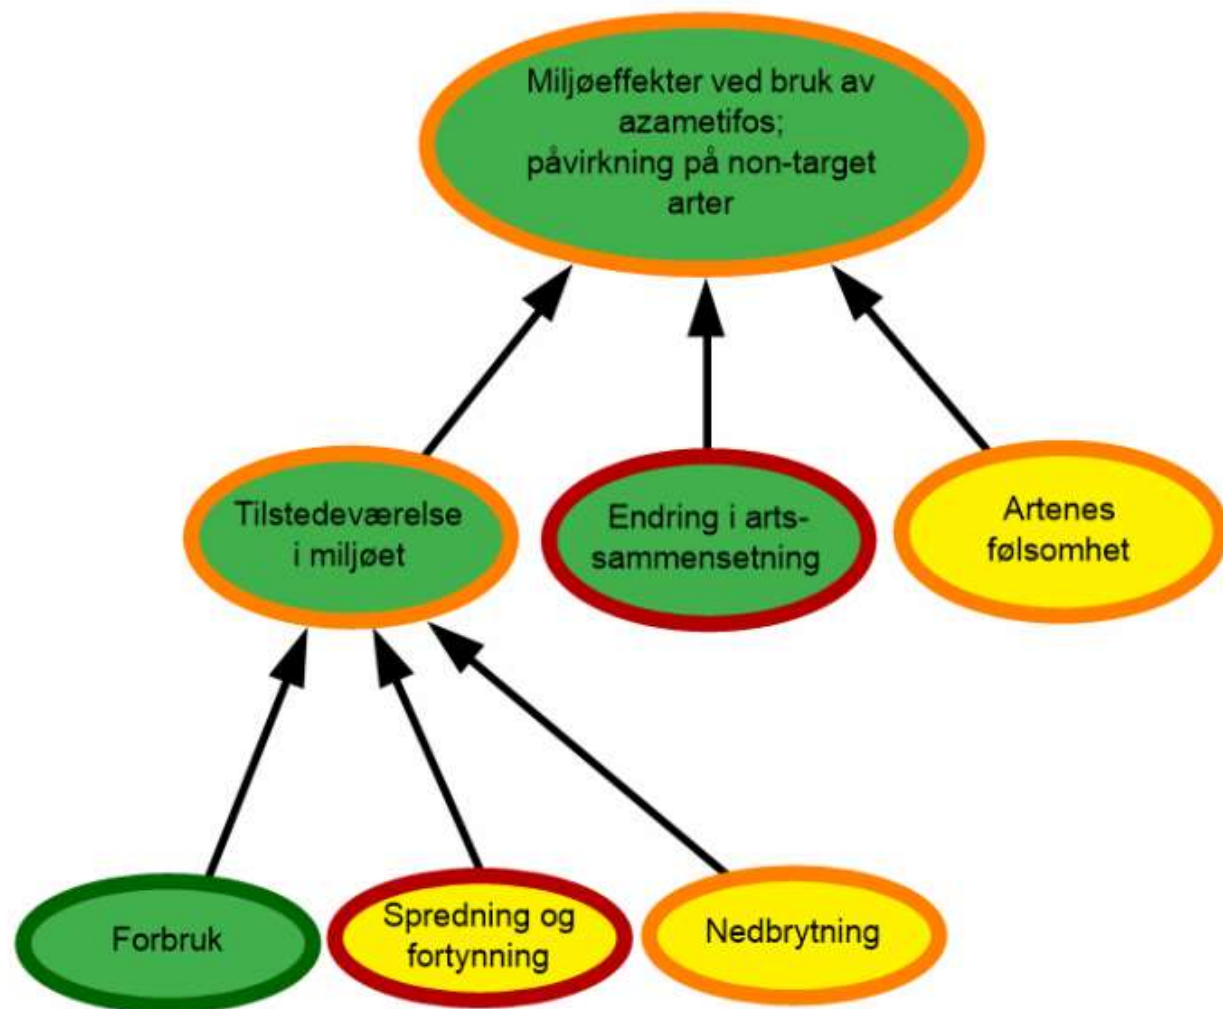 Miljøeffekter ved bruk av
azametifos;
påvirkning på non-target
arter
Tilstedeværelse
i miljøet
Endring i arts-
sammensetning
Artenes
følsomhet
Forbruk
Spredning og
fortynning
Nedbrytning